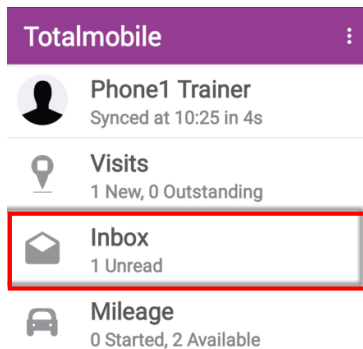 Totalmobile
Phone1 Trainer
Synced at 10:25 in 4s
Visits
1 New, 0 Outstanding
Inbox
1 Unread
Mileage
0 Started, 2 Available